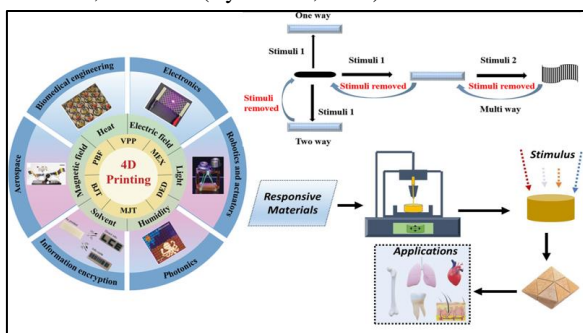 One way
Stimuli 1
Stimuli 1
Stimuli 2
Stimuli removed
Stimuli removed
Stimuli removed
Stimuli 1
Multi way
Two way
Biomedical engineering
Electronics
Robotics and actuators
Photonics
Information encryption
Aerospace
Heat
Electric field
Light
Humidity
Solvent
Magnetic field
VPP
MEX
DED
MJT
BJT
PBF
4D
Printing
Responsive
Materials
Stimulus
Applications